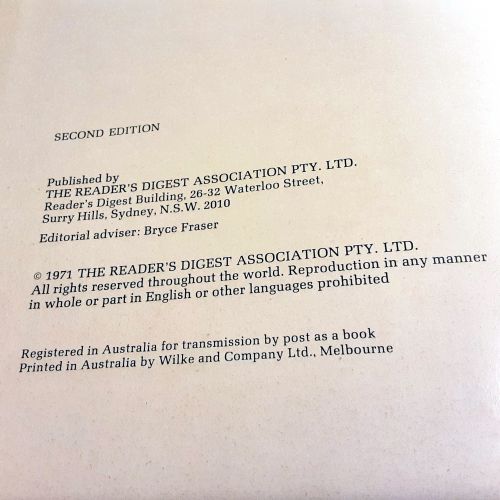 SECOND EDITION
Published by
THE READER'S DIGEST ASSOCIATION PTY. LTD.
Reader's Digest Building, 26-32 Waterloo Street,
Surry Hills, Sydney, N.S.W. 2010
Editorial adviser: Bryce Fraser
© 1971 THE READER'S DIGEST ASSOCIATION PTY. LTD.
All rights reserved throughout the world. Reproduction in any manner
in whole or part in English or other languages prohibited
Registered in Australia for transmission by post as a book
Printed in Australia by Wilke and Company Ltd., Melbourne